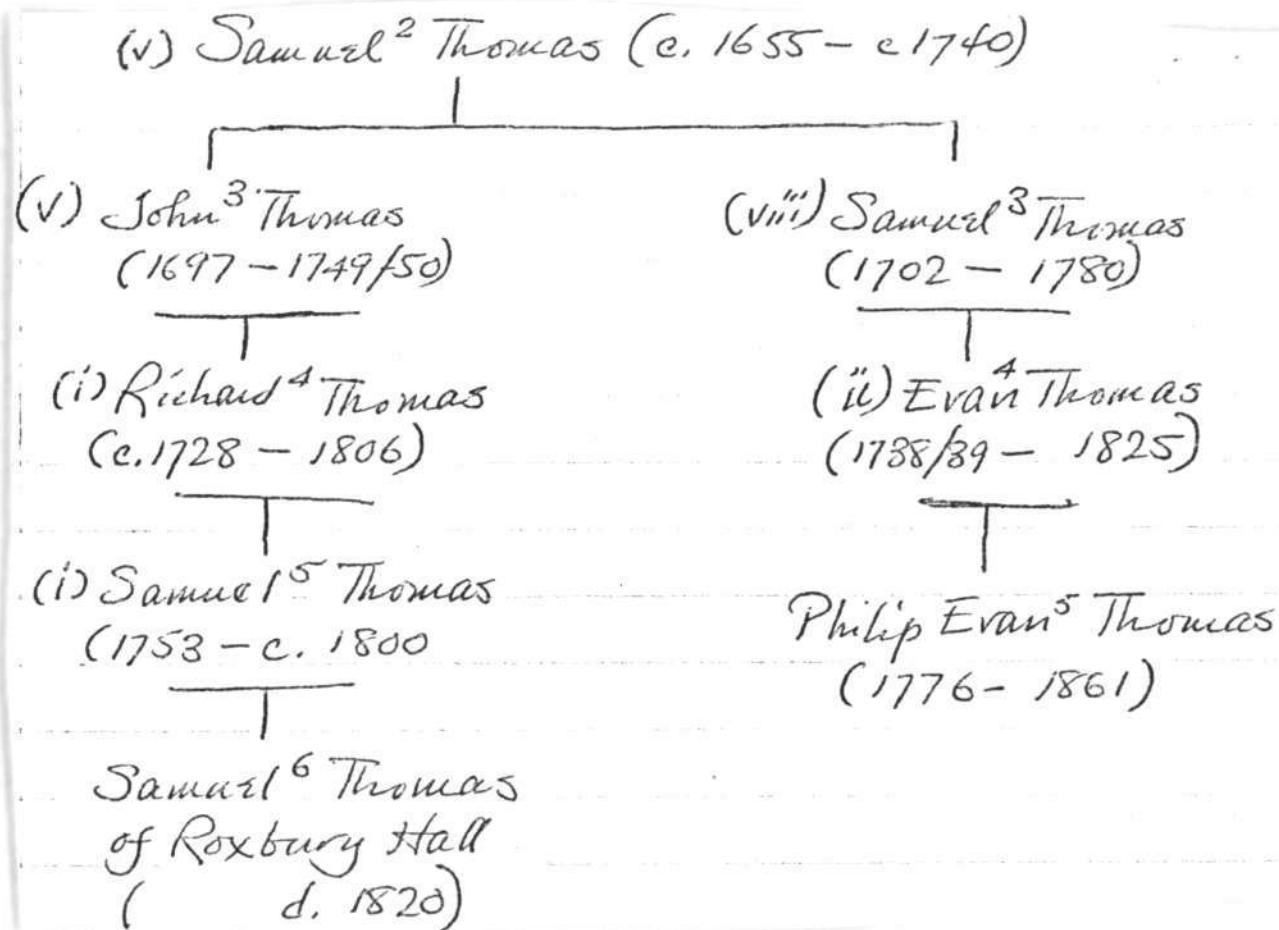 (v) Samuel² Thomas (c. 1655 - c 1740)
(v) John³ Thomas
(1697 - 1749/50)
(viii) Samuel³ Thomas
(1702 - 1780)
(i) Richard⁴ Thomas
(c. 1728 - 1806)
(ii) Evan⁴ Thomas
(1738/39 - 1825)
(i) Samuel⁵ Thomas
(1753 - c. 1800
Philip Evan⁵ Thomas
(1776 - 1861)
Samuel⁶ Thomas
of Roxbury Hall
( d. 1820)